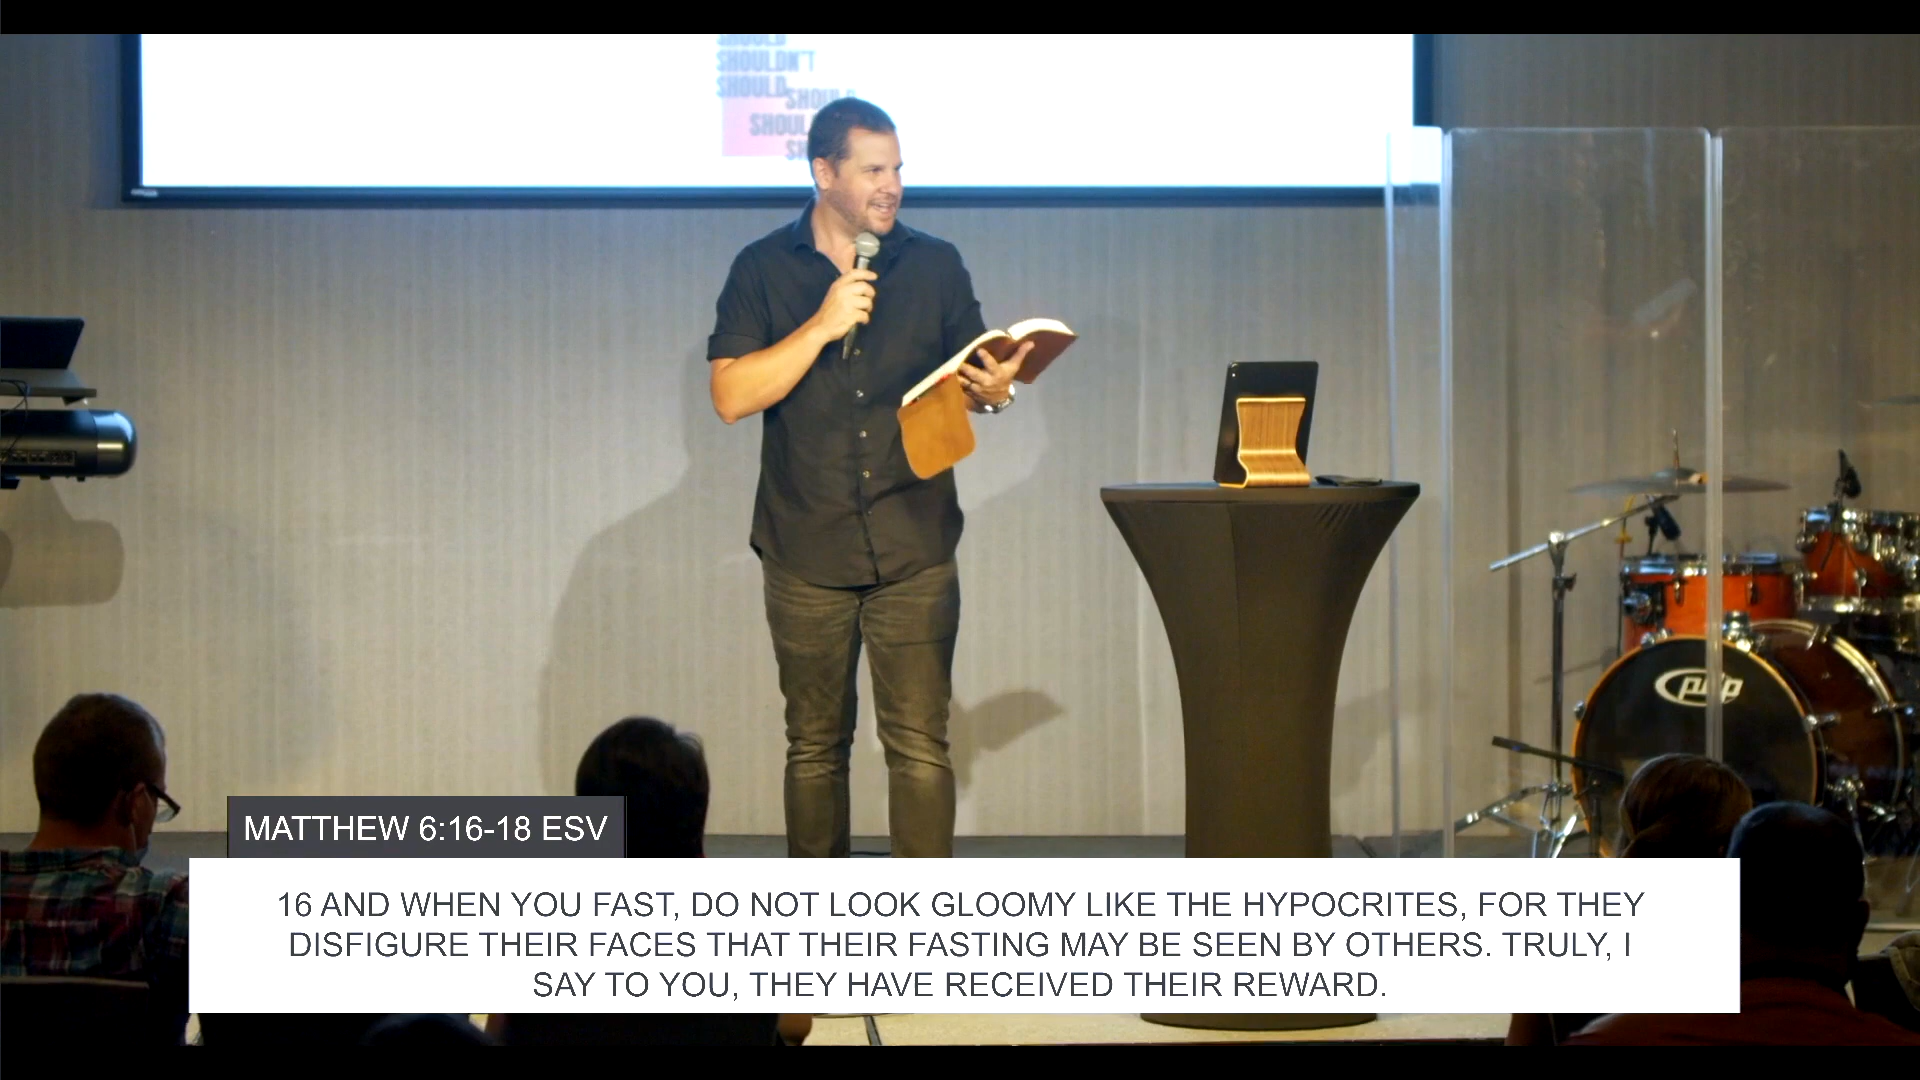 SHOULDN'T
SHOULD
SHOULD
MATTHEW 6:16-18 ESV
16 AND WHEN YOU FAST, DO NOT LOOK GLOOMY LIKE THE HYPOCRITES, FOR THEY
DISFIGURE THEIR FACES THAT THEIR FASTING MAY BE SEEN BY OTHERS. TRULY, I
SAY TO YOU, THEY HAVE RECEIVED THEIR REWARD.
pdp